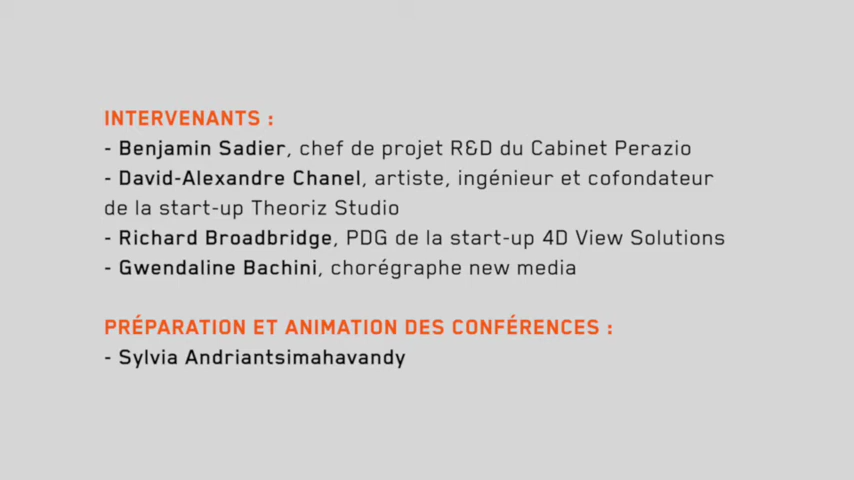 INTERVENANTS :
- Benjamin Sadier, chef de projet R&D du Cabinet Perazio
- David-Alexandre Chanel, artiste, ingénieur et cofondateur
de la start-up Theoriz Studio
- Richard Broadbridge, PDG de la start-up 4D View Solutions
- Gwendaline Bachini, chorégraphe new media
PRÉPARATION ET ANIMATION DES CONFÉRENCES :
- Sylvia Andriantsimahavandy